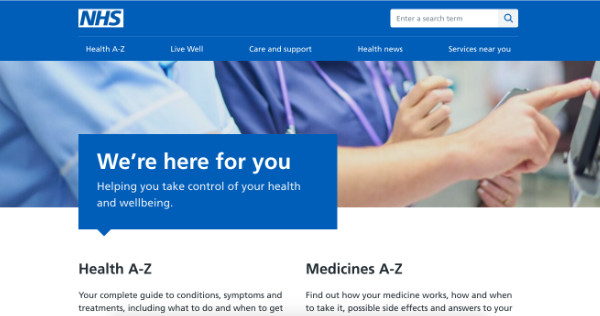 NHS
Enter a search term
Health A-Z Live Well Care and support Health news Services near you
We’re here for you
Helping you take control of your health
and wellbeing.
Health A-Z
Your complete guide to conditions, symptoms and
treatments, including what to do and when to get
Medicines A-Z
Find out how your medicine works, how and when
to take it, possible side effects and answers to your